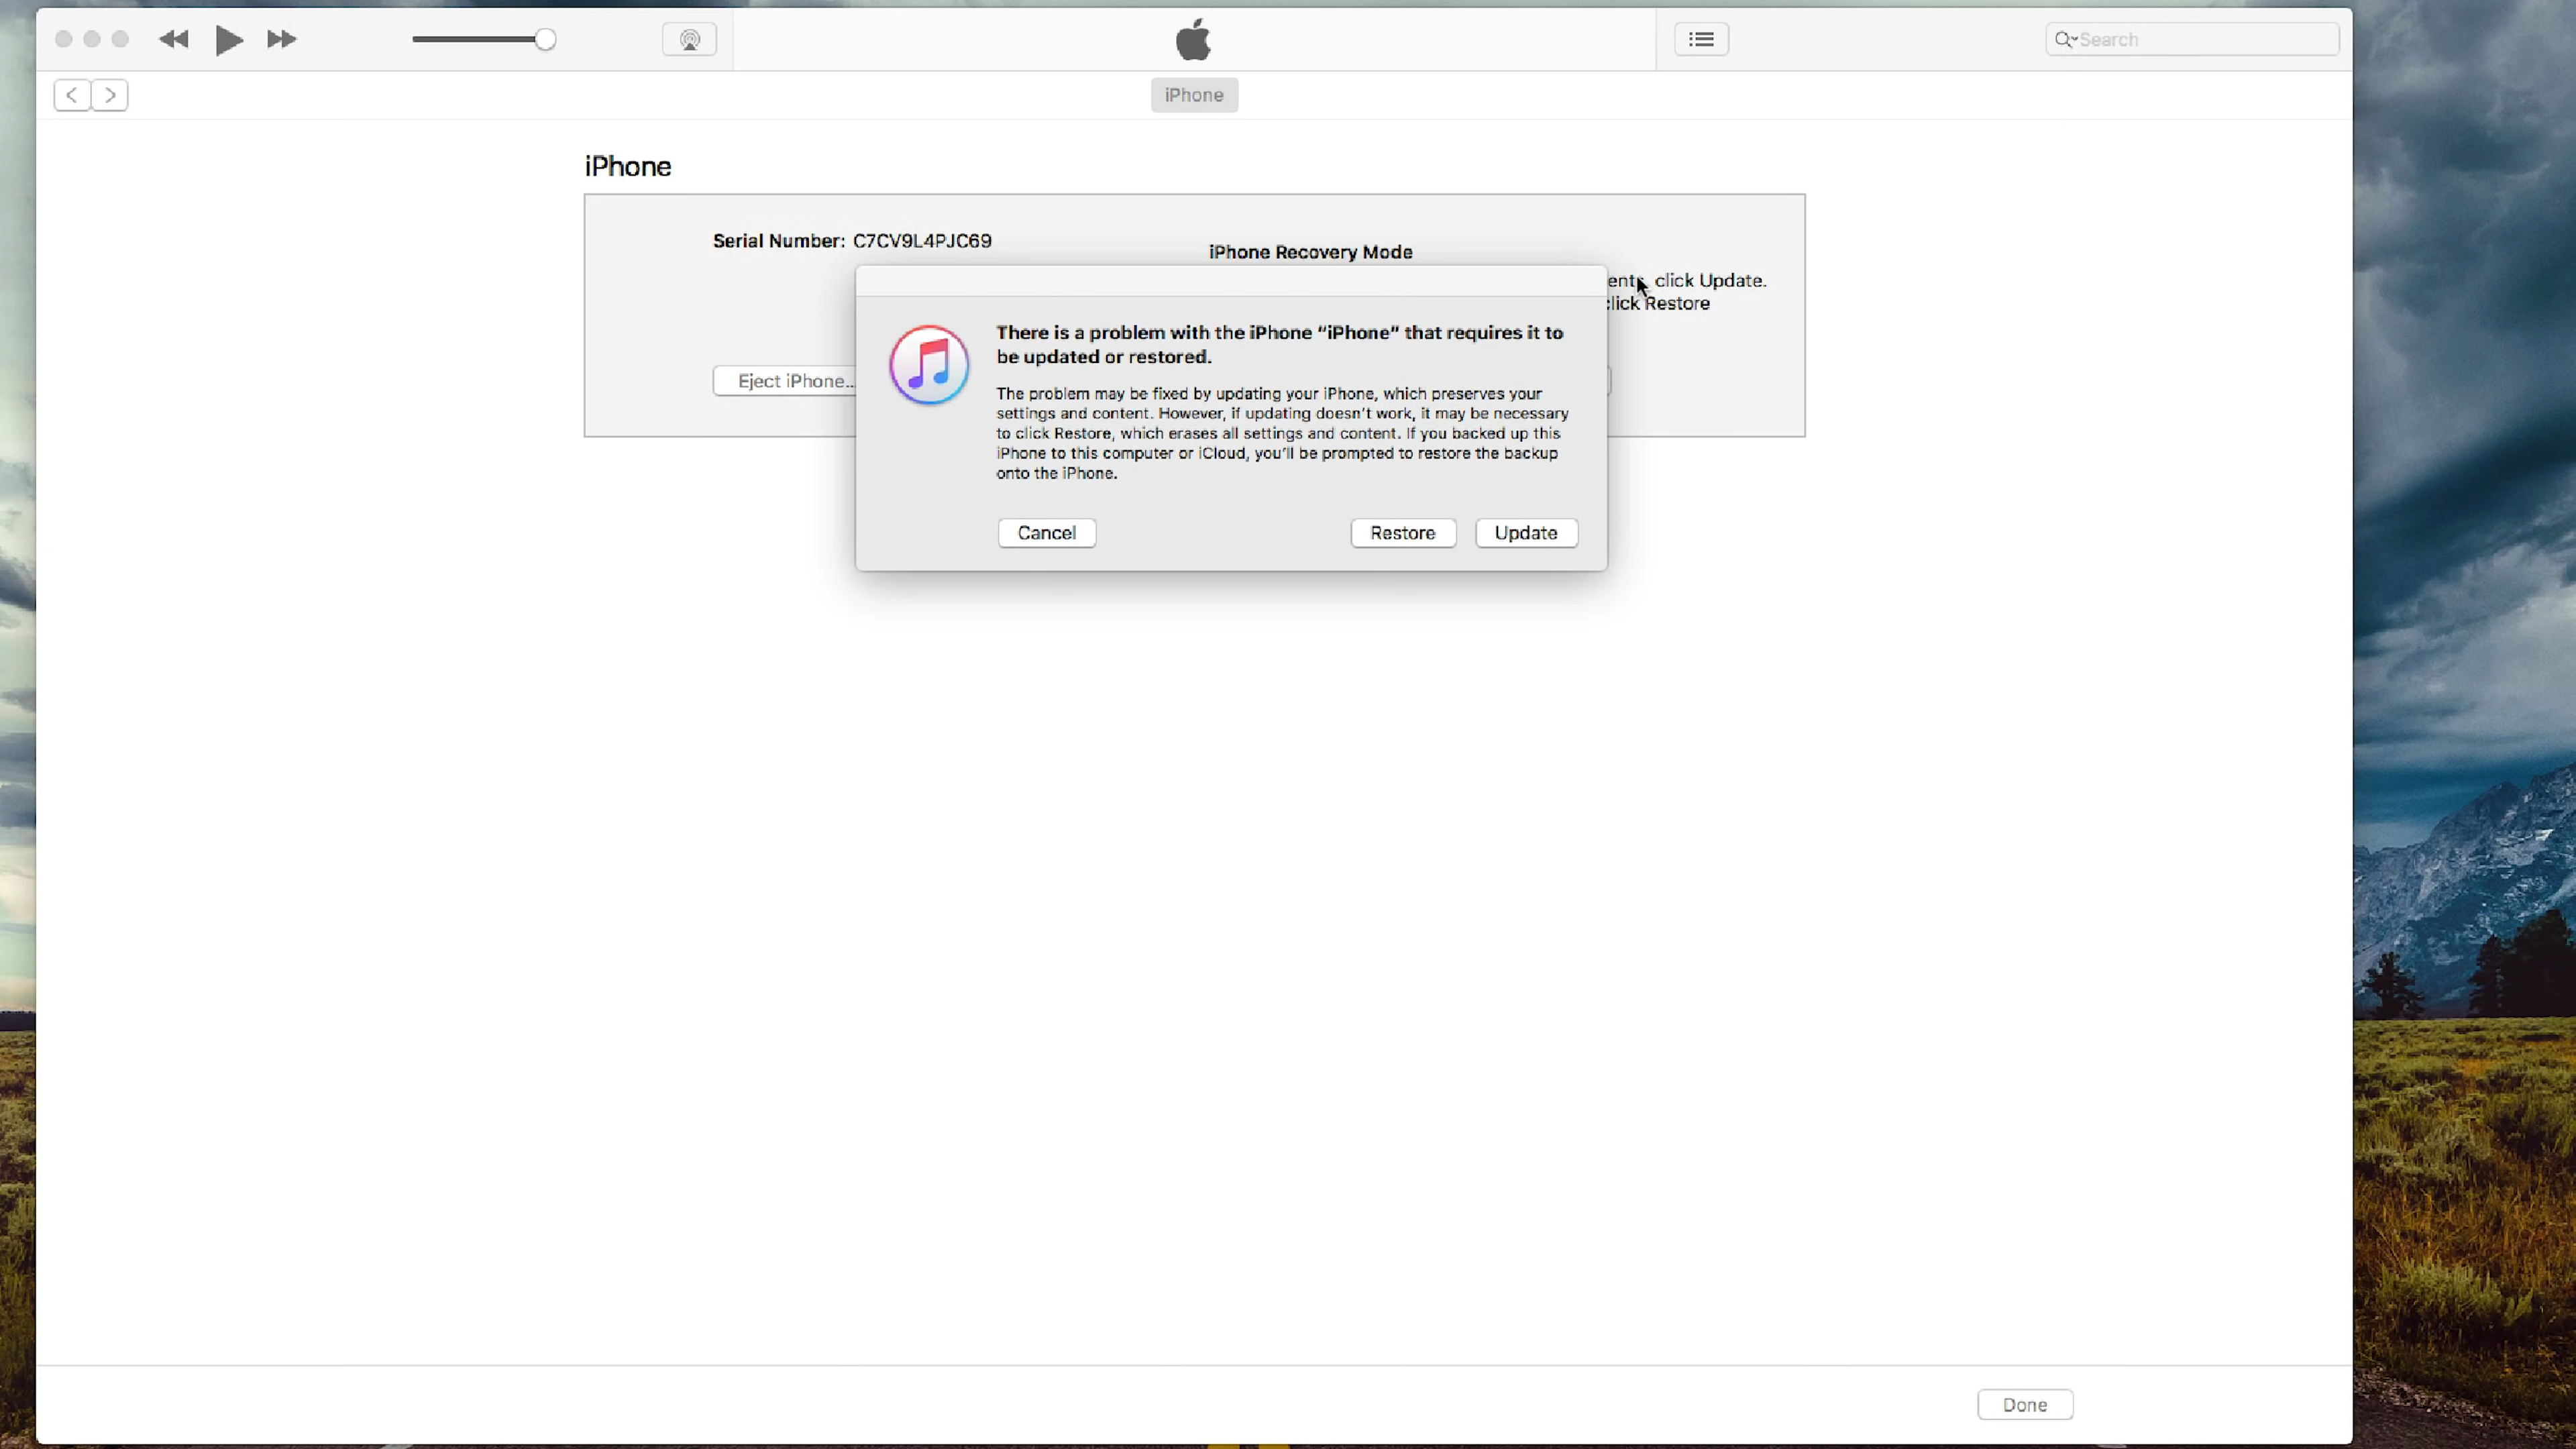 Search
iPhone
iPhone
Serial Number: C7CV9L4PJC69
iPhone Recovery Mode
click Update.
click Restore
Eject iPhone...
There is a problem with the iPhone “iPhone” that requires it to
be updated or restored.
The problem may be fixed by updating your iPhone, which preserves your
settings and content. However, if updating doesn't work, it may be necessary
to click Restore, which erases all settings and content. If you backed up this
iPhone to this computer or iCloud, you'll be prompted to restore the backup
onto the iPhone.
Cancel
Restore
Update
Done